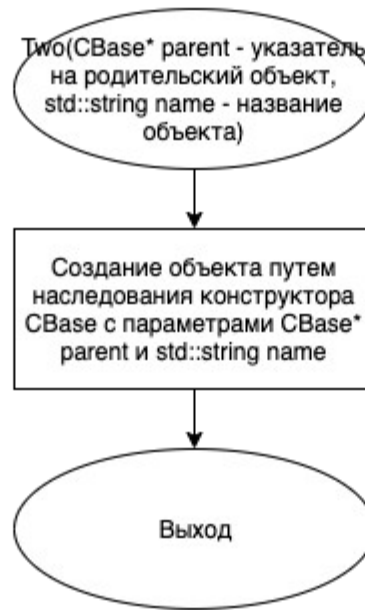 Two(CBase* parent - указатель
на родительский объект,
std::string name - название
объекта)
Создание объекта путем
наследования конструктора
CBase с параметрами CBase*
parent и std::string name
Выход